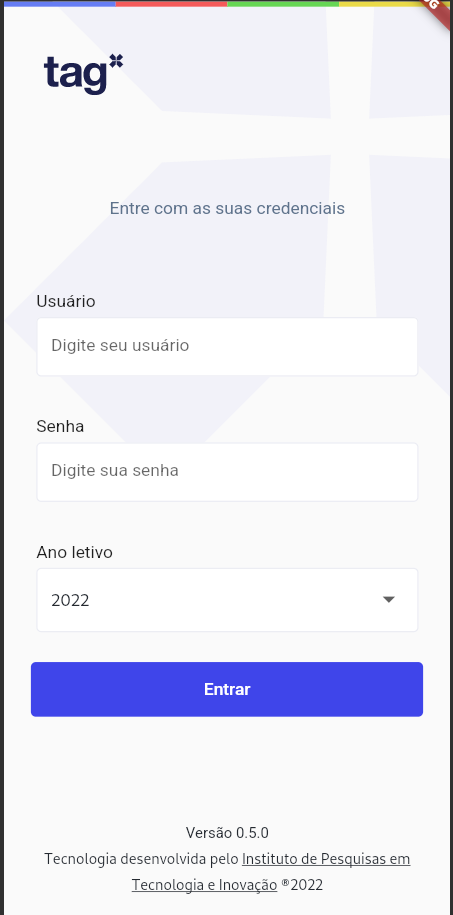 tag
Entre com as suas credenciais
Usuário
Digite seu usuário
Senha
Digite sua senha
Ano letivo
2022
Entrar
Versão 0.5.0
Tecnologia desenvolvida pelo Instituto de Pesquisas em
Tecnologia e Inovação ®2022